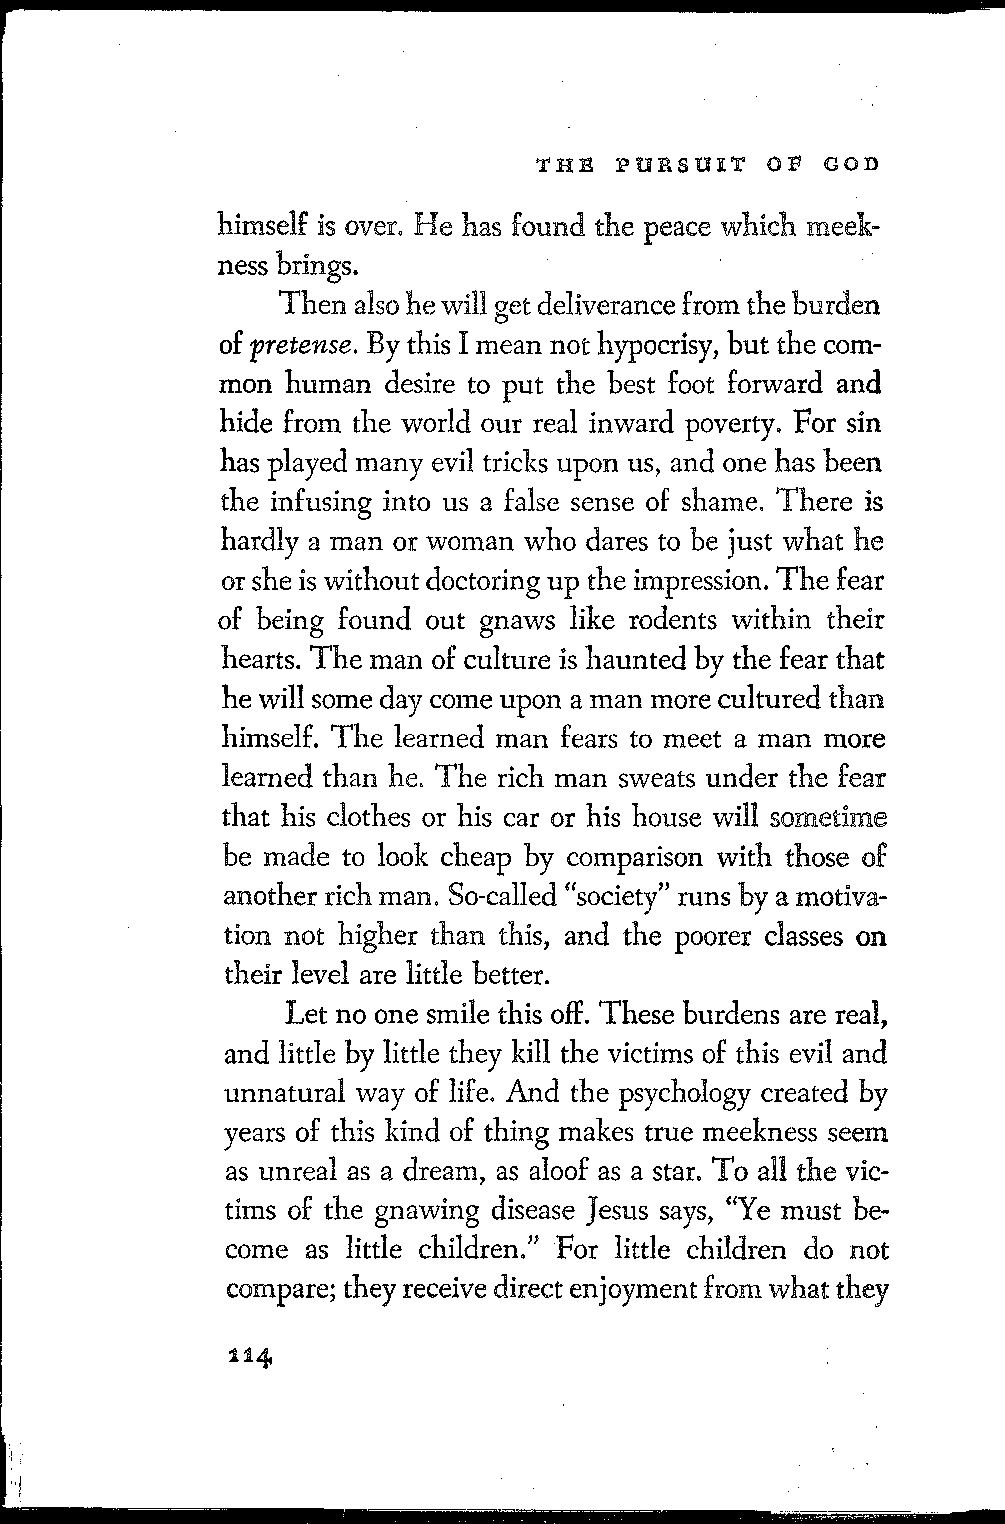 THE PURSUIT OF GOD
himself is over. He has found the peace which meek-
ness brings.
Then also he will get deliverance from the burden
of pretense. By this I mean not hypocrisy, but the com-
mon human desire to put the best foot forward and
hide from the world our real inward poverty. For sin
has played many evil tricks upon us, and one has been
the infusing into us a false sense of shame. There is
hardly a man or woman who dares to be just what he
or she is without doctoring up the impression. The fear
of being found out gnaws like rodents within their
hearts. The man of culture is haunted by the fear that
he will some day come upon a man more cultured than
himself. The learned man fears to meet a man more
learned than he. The rich man sweats under the fear
that his clothes or his car or his house will sometime
be made to look cheap by comparison with those of
another rich man. So-called "society" runs by a motiva-
tion not higher than this, and the poorer classes on
their level are little better.
Let no one smile this off. These burdens are real,
and little by little they kill the victims of this evil and
unnatural way of life. And the psychology created by
years of this kind of thing makes true meekness seem
as unreal as a dream, as aloof as a star. To all the vic-
tims of the gnawing disease Jesus says, "Ye must be-
come as little children." For little children do not
compare; they receive direct enjoyment from what they
114